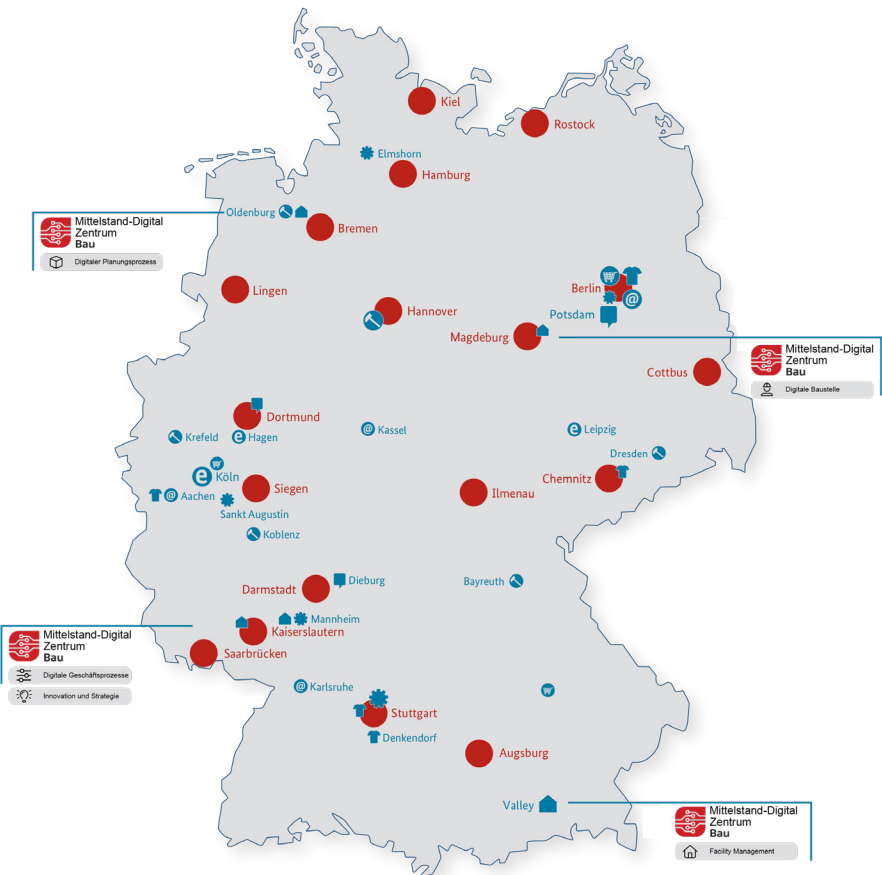 Kiel
Rostock
Elmshorn
Hamburg
Oldenburg
Bremen
Mittelstand-Digital
Zentrum
Bau
Digitaler Planungsprozess
Lingen
Berlin
@
Hannover
Potsdam
Magdeburg
Mittelstand-Digital
Zentrum
Bau
Digitale Baustelle
Cottbus
Dortmund
Krefeld
e Hagen
@ Kassel
e Leipzig
Dresden
e Köln
Chemnitz
Siegen
Ilmenau
@ Aachen
Sankt Augustin
Koblenz
Dieburg
Bayreuth
Darmstadt
Mannheim
Kaiserslautern
Mittelstand-Digital
Zentrum
Bau
Digitale Geschäftsprozesse
Innovation und Strategie
Saarbrücken
@ Karlsruhe
Stuttgart
Denkendorf
Augsburg
Valley
Mittelstand-Digital
Zentrum
Bau
Facility Management